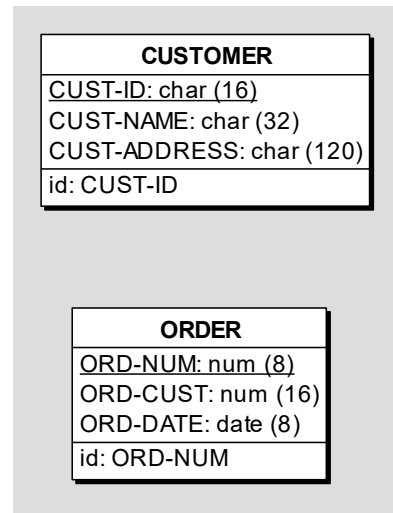 CUSTOMER
CUST-ID: char (16)
CUST-NAME: char (32)
CUST-ADDRESS: char (120)
id: CUST-ID
ORDER
ORD-NUM: num (8)
ORD-CUST: num (16)
ORD-DATE: date (8)
id: ORD-NUM